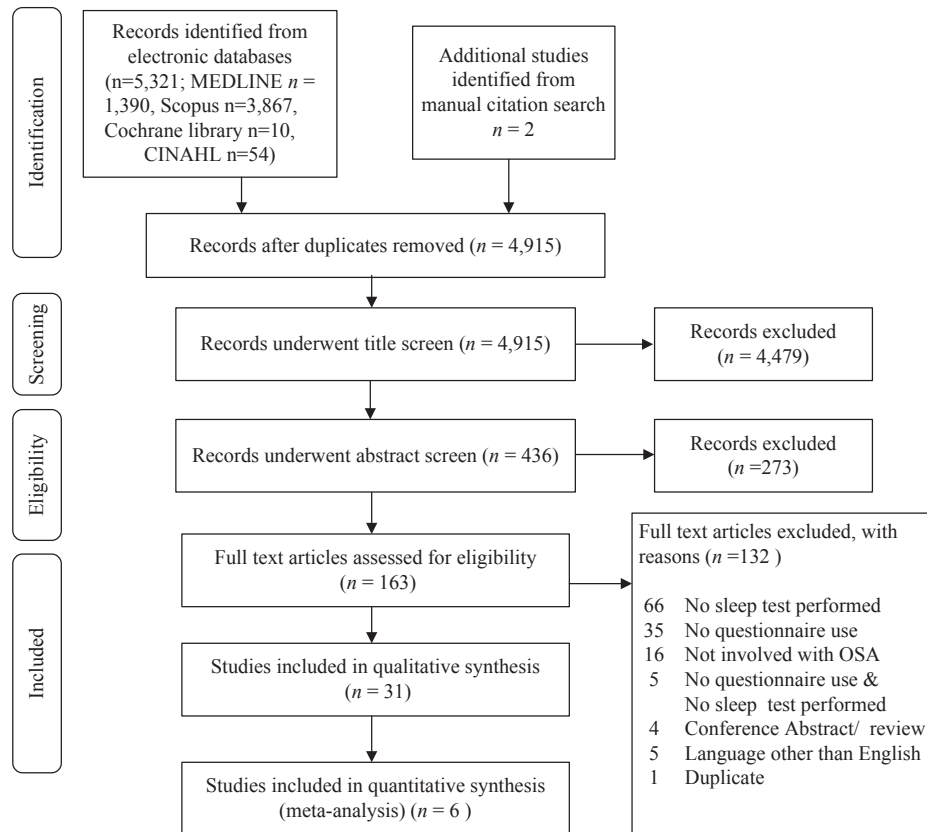 Identification
Records identified from
electronic databases
(n=5,321; MEDLINE n =
1,390, Scopus n=3,867,
Cochrane library n=10,
CINAHL n=54)
Additional studies
identified from
manual citation search
n = 2
Records after duplicates removed (n = 4,915)
Screening
Records underwent title screen (n = 4,915)
Records excluded
(n = 4,479)
Eligibility
Records underwent abstract screen (n = 436)
Records excluded
(n =273)
Included
Full text articles assessed for eligibility
(n = 163)
Full text articles excluded, with
reasons (n =132 )
66 No sleep test performed
35 No questionnaire use
16 Not involved with OSA
5 No questionnaire use &
No sleep test performed
4 Conference Abstract/ review
5 Language other than English
1 Duplicate
Studies included in qualitative synthesis
(n = 31)
Studies included in quantitative synthesis
(meta-analysis) (n = 6 )